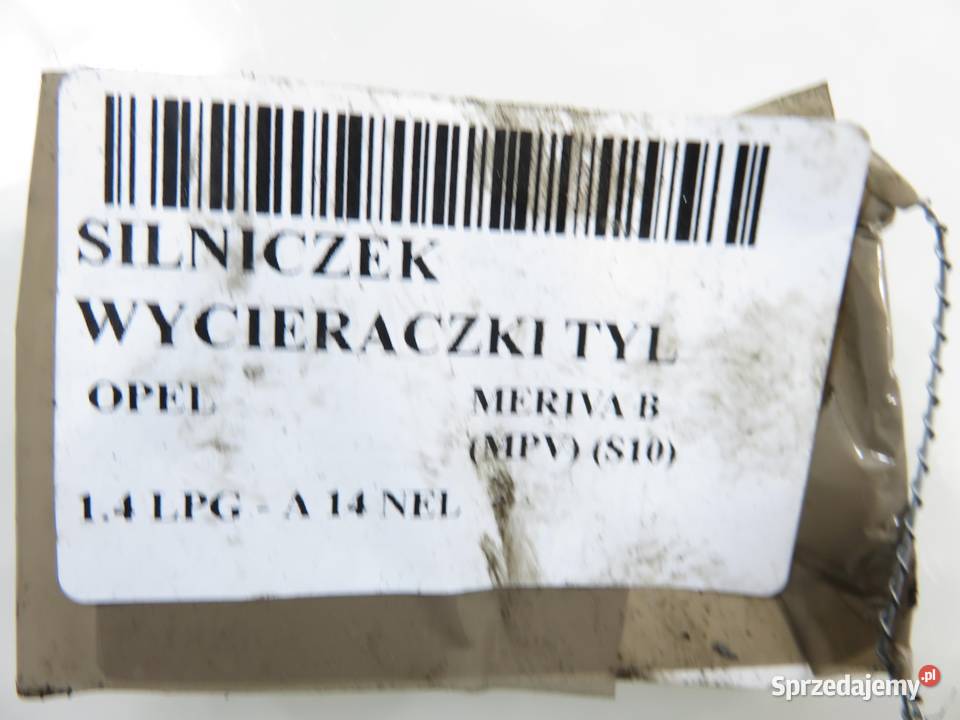 SILNICZEK
WYCIERACZKI TYL
OPEL MERIVA B
(MPV) (S10)
1.4 LPG - A 14 NEL
Sprzedajemy.pl